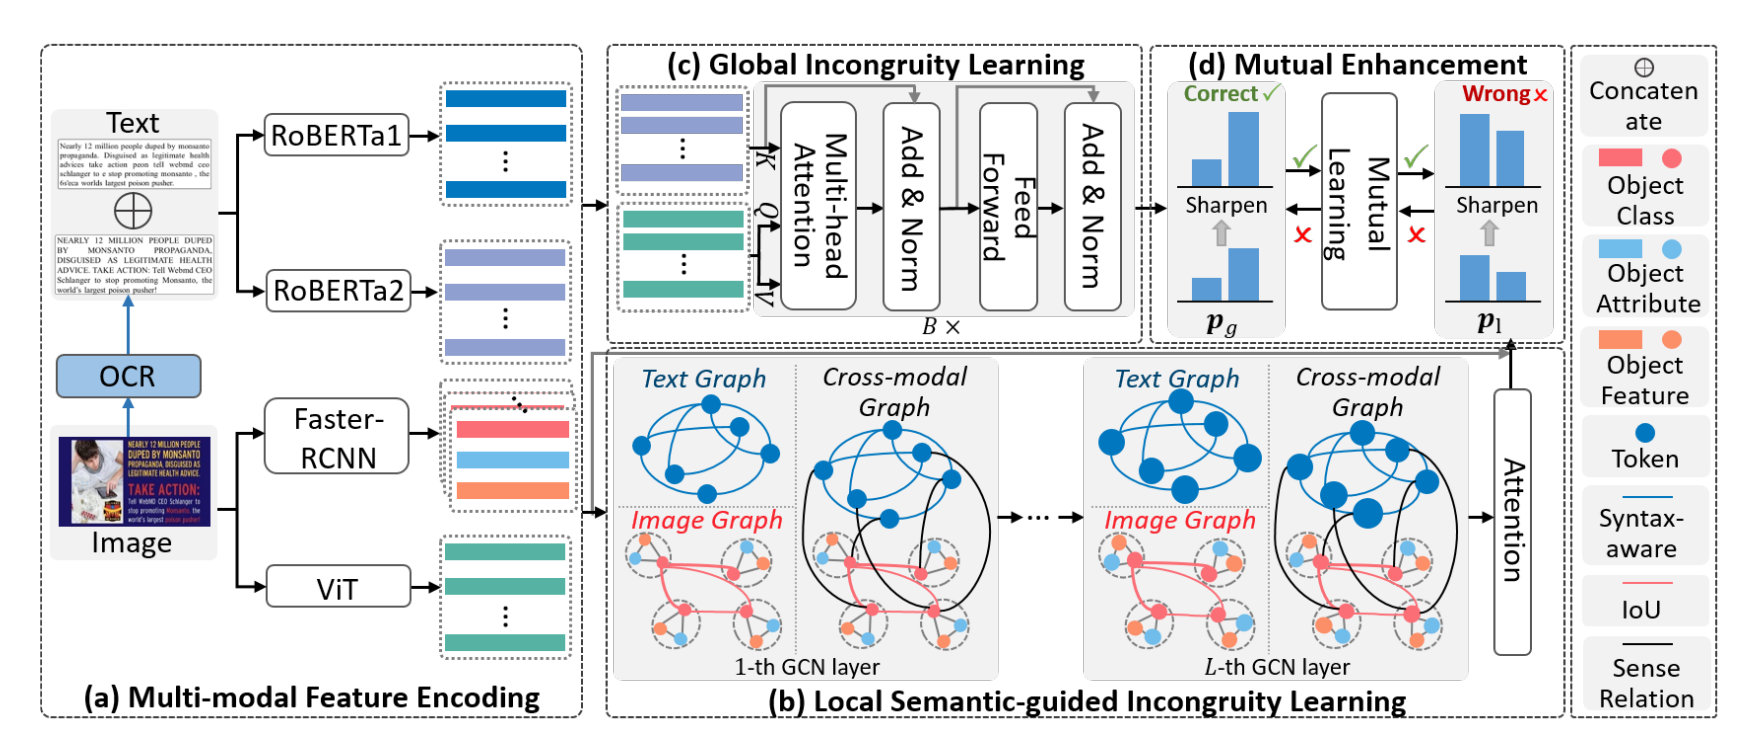 Text
Nearly 12 million people duped by monsanto
propaganda. Disguised as legitimate health
advices take action peon tell webmd ceo
schlanger to c stop promoting monsanto , the
worlds largest poison pusher.
NEARLY 12 MILLION PEOPLE DUPED
BY MONSANTO PROPAGANDA,
DISGUISED AS LEGITIMATE HEALTH
ADVICE. TAKE ACTION: Tell Webmd CEO
Schlanger to stop promoting Monsanto, the
world's largest poison pusher!
OCR
NEARLY 12 MILLION PEOPLE
DUPED BY MONSANTO
PROPAGANDA, DISGUISED AS
LEGITIMATE HEALTH ADVICE.
TAKE ACTION:
Tell WebMD CEO Schlanger to
stop promoting Monsanto, the
world's largest poison pusher!
Image
RoBERTa1
RoBERTa2
Faster-
RCNN
ViT
(a) Multi-modal Feature Encoding
(c) Global Incongruity Learning
K
Q
V
Multi-head
Attention
Add & Norm
Feed
Forward
Add & Norm
B ×
(d) Mutual Enhancement
Correct ✓
Sharpen
p_g
✓
✗
Mutual
Learning
✓
✗
Wrong ✗
Sharpen
p_l
Text Graph
Image Graph
Cross-modal
Graph
1-th GCN layer
...
Text Graph
Image Graph
Cross-modal
Graph
L-th GCN layer
Attention
(b) Local Semantic-guided Incongruity Learning
⊕
Concaten
ate
Object
Class
Object
Attribute
Object
Feature
Token
Syntax-
aware
IoU
Sense
Relation